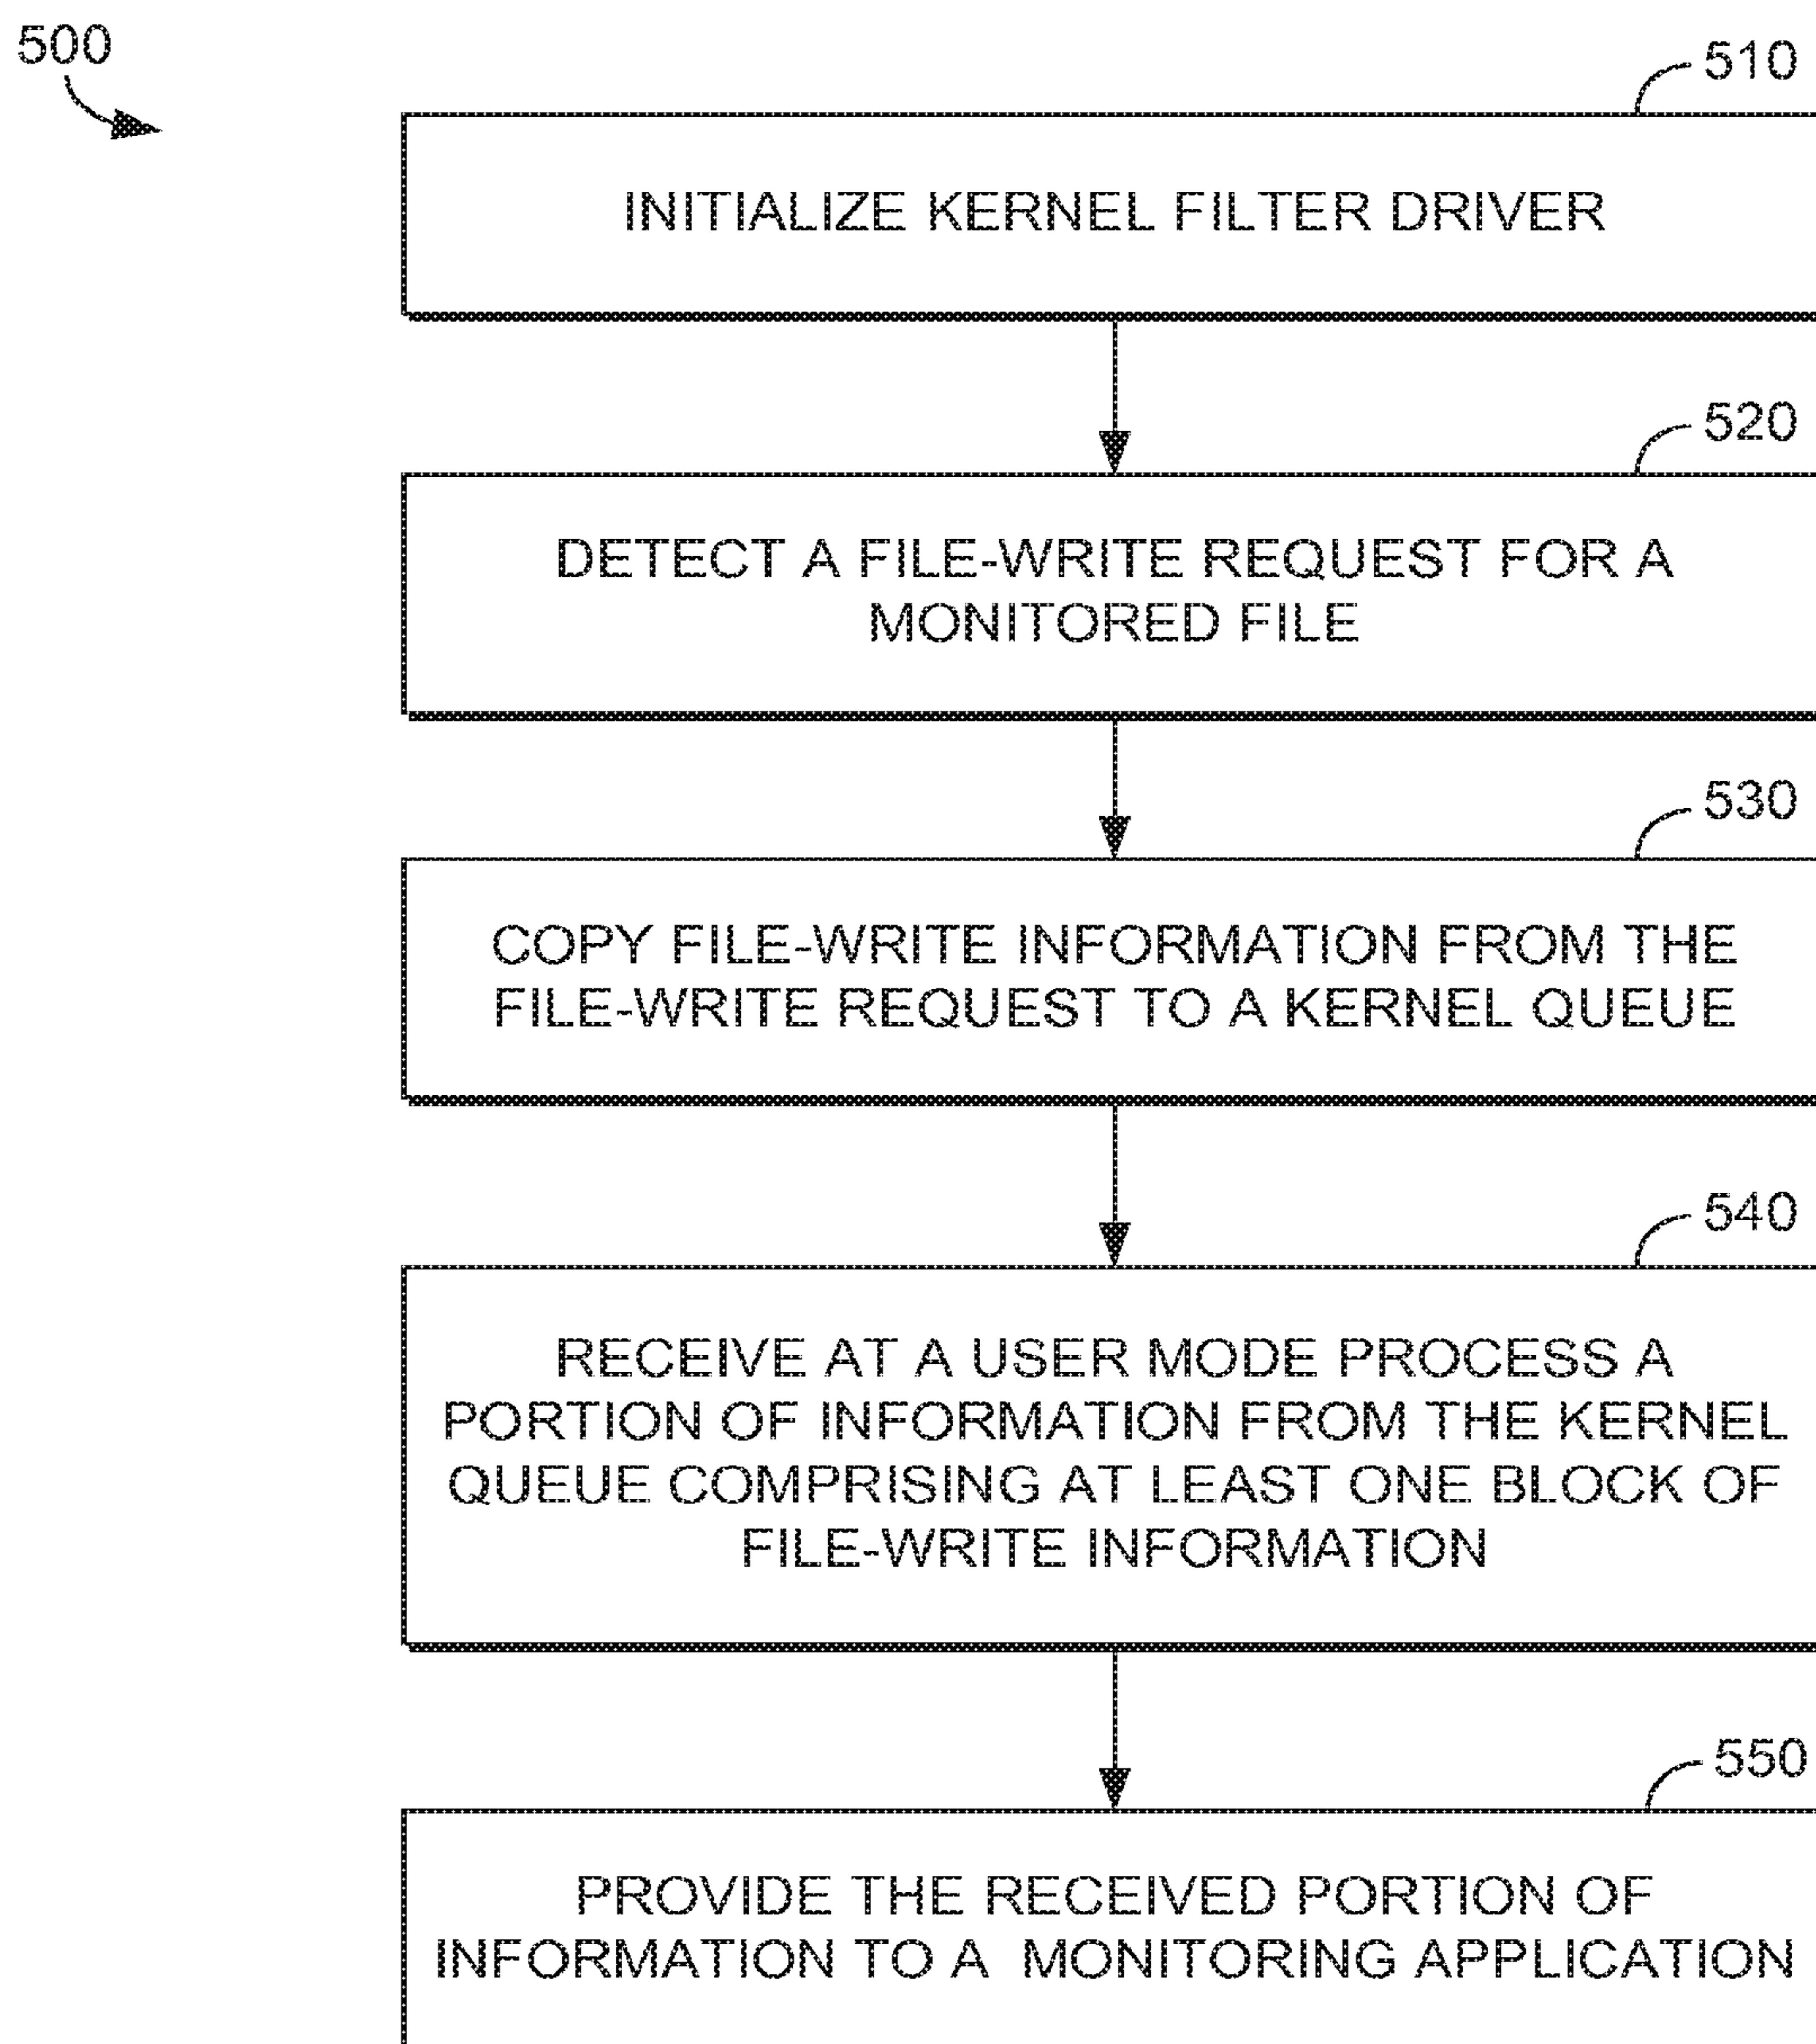 500
510
INITIALIZE KERNEL FILTER DRIVER
520
DETECT A FILE-WRITE REQUEST FOR A
MONITORED FILE
530
COPY FILE-WRITE INFORMATION FROM THE
FILE-WRITE REQUEST TO A KERNEL QUEUE
540
RECEIVE AT A USER MODE PROCESS A
PORTION OF INFORMATION FROM THE KERNEL
QUEUE COMPRISING AT LEAST ONE BLOCK OF
FILE-WRITE INFORMATION
550
PROVIDE THE RECEIVED PORTION OF
INFORMATION TO A MONITORING APPLICATION